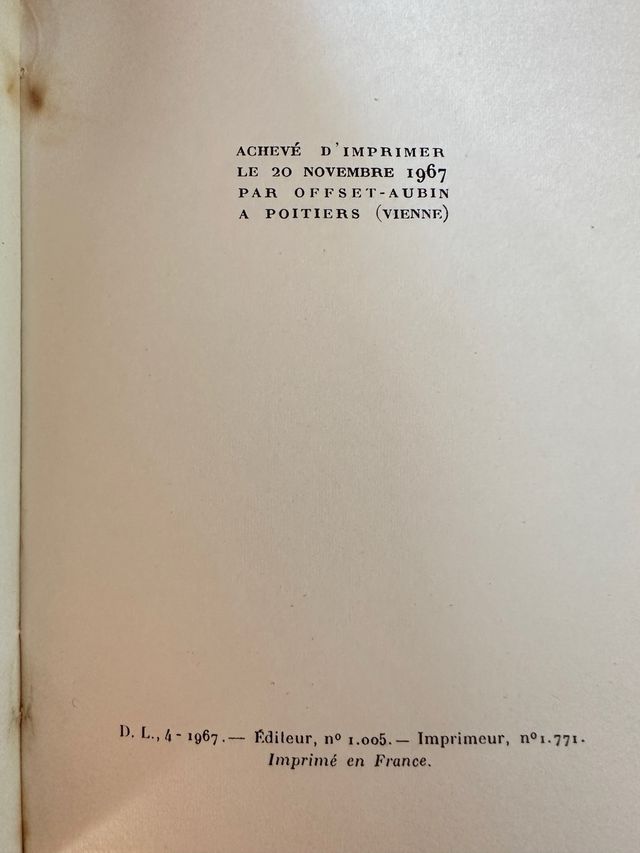 ACHEVÉ D'IMPRIMER
LE 20 NOVEMBRE 1967
PAR OFFSET-AUBIN
A POITIERS (VIENNE)
D. L., 4 - 1967. — Éditeur, nº 1.005. — Imprimeur, nº 1.771.
Imprimé en France.